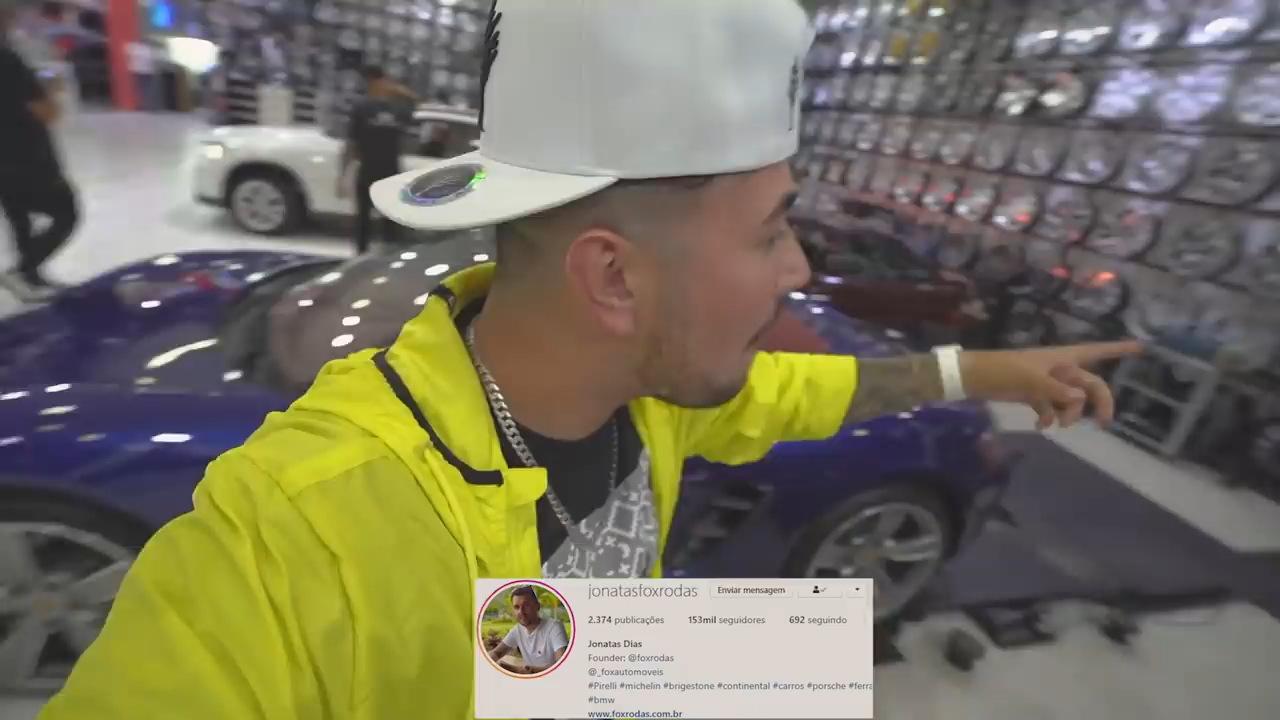 jonatasfoxrodas Enviar mensagem
2.374 publicações 153mil seguidores 692 seguindo
Jonatas Dias
Founder: @foxrodas
@_foxautomoveis
#Pirelli #michelin #brigestone #continental #carros #porsche #ferra
#bmw
www.foxrodas.com.br